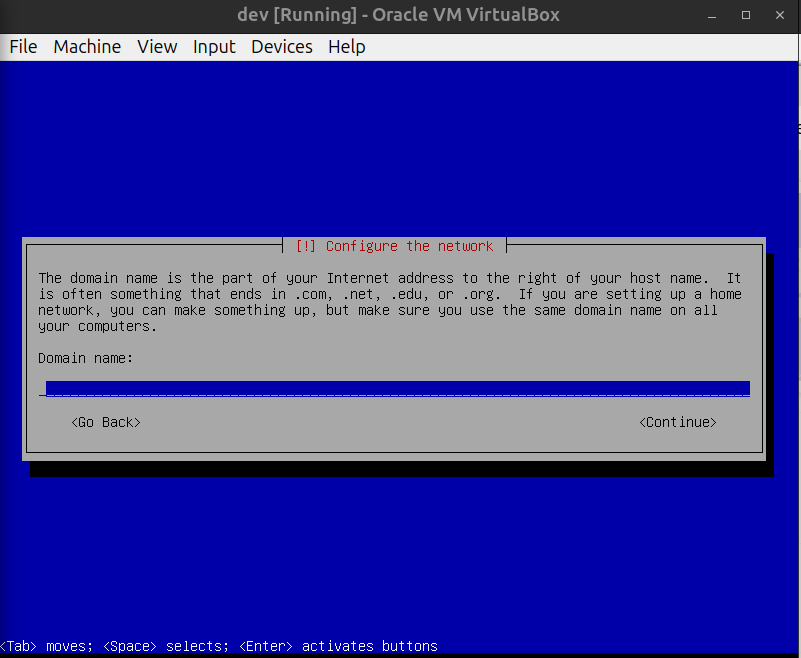 dev [Running] - Oracle VM VirtualBox
File Machine View Input Devices Help
[!] Configure the network
The domain name is the part of your Internet address to the right of your host name.  It
is often something that ends in .com, .net, .edu, or .org.  If you are setting up a home
network, you can make something up, but make sure you use the same domain name on all
your computers.
Domain name:
<Go Back> <Continue>
<Tab> moves; <Space> selects; <Enter> activates buttons